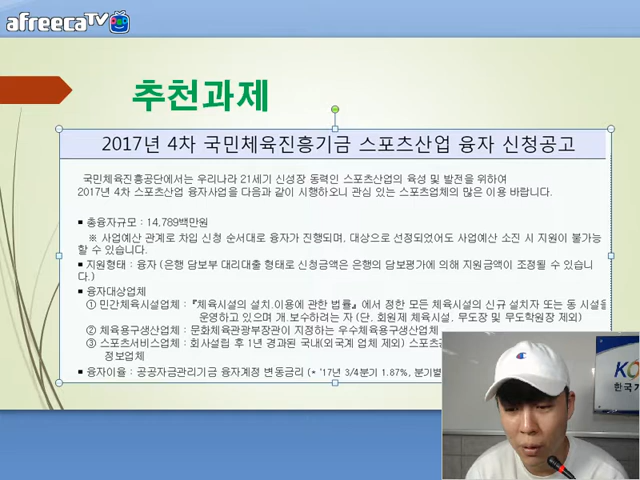 afreecaTV
추천과제
2017년 4차 국민체육진흥기금 스포츠산업 융자 신청공고
국민체육진흥공단에서는 우리나라 21세기 신성장 동력인 스포츠산업의 육성 및 발전을 위하여
2017년 4차 스포츠산업 융자사업을 다음과 같이 시행하오니 관심 있는 스포츠업체의 많은 이용 바랍니다.
■ 총융자규모 : 14,789백만원
※ 사업예산 관계로 차입 신청 순서대로 융자가 진행되며, 대상으로 선정되었어도 사업예산 소진 시 지원이 불가능
할 수 있습니다.
■ 지원형태 : 융자 (은행 담보부 대리대출 형태로 신청금액은 은행의 담보평가에 의해 지원금액이 조정될 수 있습니
다.)
■ 융자대상업체
① 민간체육시설업체 : 『체육시설의 설치.이용에 관한 법률』에서 정한 모든 체육시설의 신규 설치자 또는 동 시설을
운영하고 있으며 개.보수하려는 자 (단. 회원제 체육시설, 무도장 및 무도학원장 제외)
② 체육용구생산업체 : 문화체육관광부장관이 지정하는 우수체육용구생산업체
③ 스포츠서비스업체 : 회사설립 후 1년 경과된 국내(외국계 업체 제외) 스포츠
정보업체
■ 융자이율 : 공공자금관리기금 융자계정 변동금리 (* '17년 3/4분기 1.87%, 분기별
KO
한국가